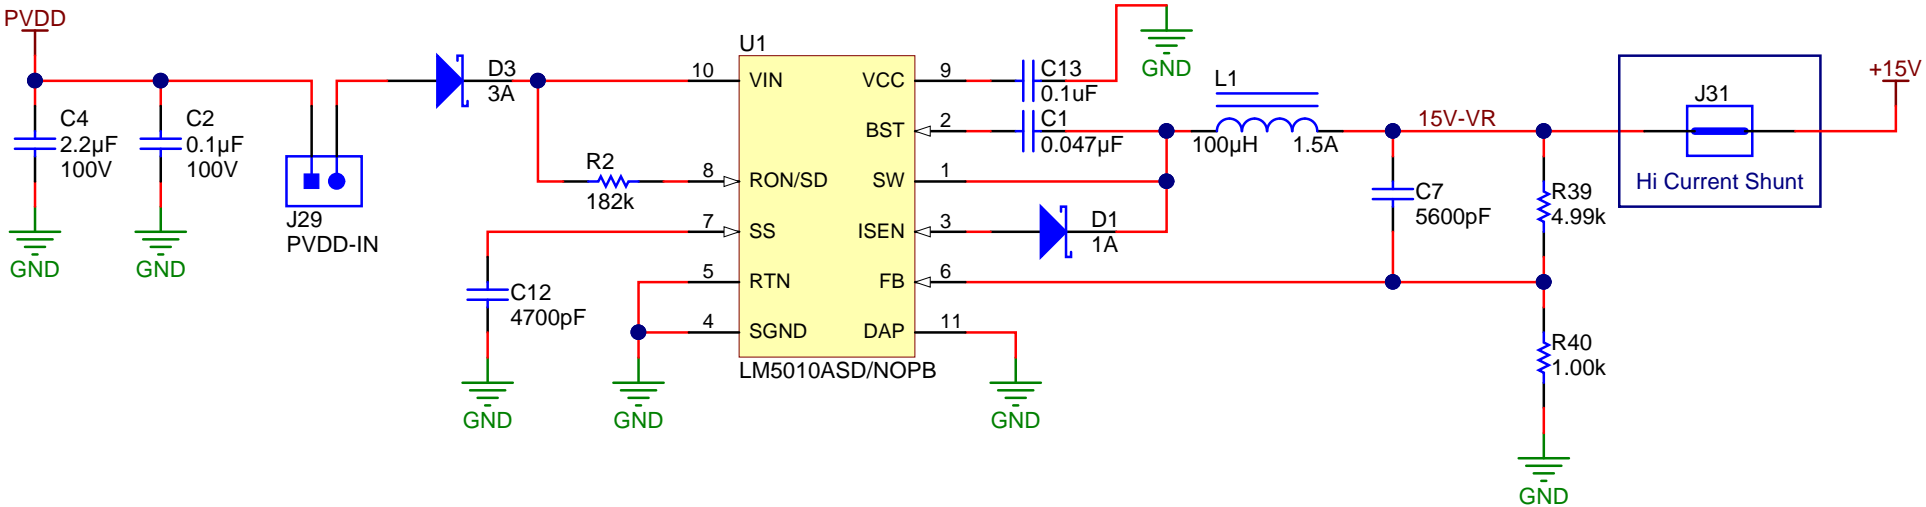 PVDD
C4
2.2µF
100V
GND
C2
0.1µF
100V
GND
J29
PVDD-IN
D3
3A
R2
182k
C12
4700pF
GND
GND
U1
10 VIN
8 RON/SD
7 SS
5 RTN
4 SGND
VCC 9
BST 2
SW 1
ISEN 3
FB 6
DAP 11
LM5010ASD/NOPB
GND
C13
0.1uF
GND
C1
0.047µF
D1
1A
L1
100µH 1.5A
15V-VR
C7
5600pF
R39
4.99k
R40
1.00k
GND
J31
Hi Current Shunt
+15V